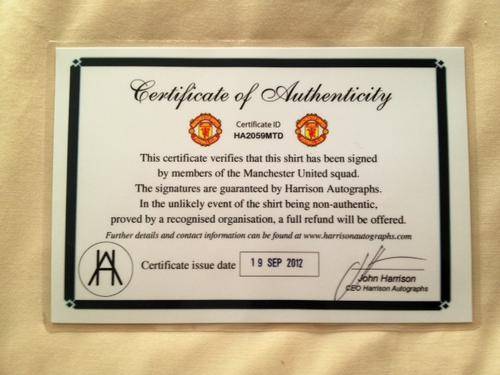 Certificate of Authenticity
Certificate ID
HA2059MTD
This certificate verifies that this shirt has been signed
by members of the Manchester United squad.
The signatures are guaranteed by Harrison Autographs.
In the unlikely event of the shirt being non-authentic,
proved by a recognised organisation, a full refund will be offered.
Further details and contact information can be found at www.harrisonautographs.com
Certificate issue date 19 SEP 2012
John Harrison
CEO Harrison Autographs